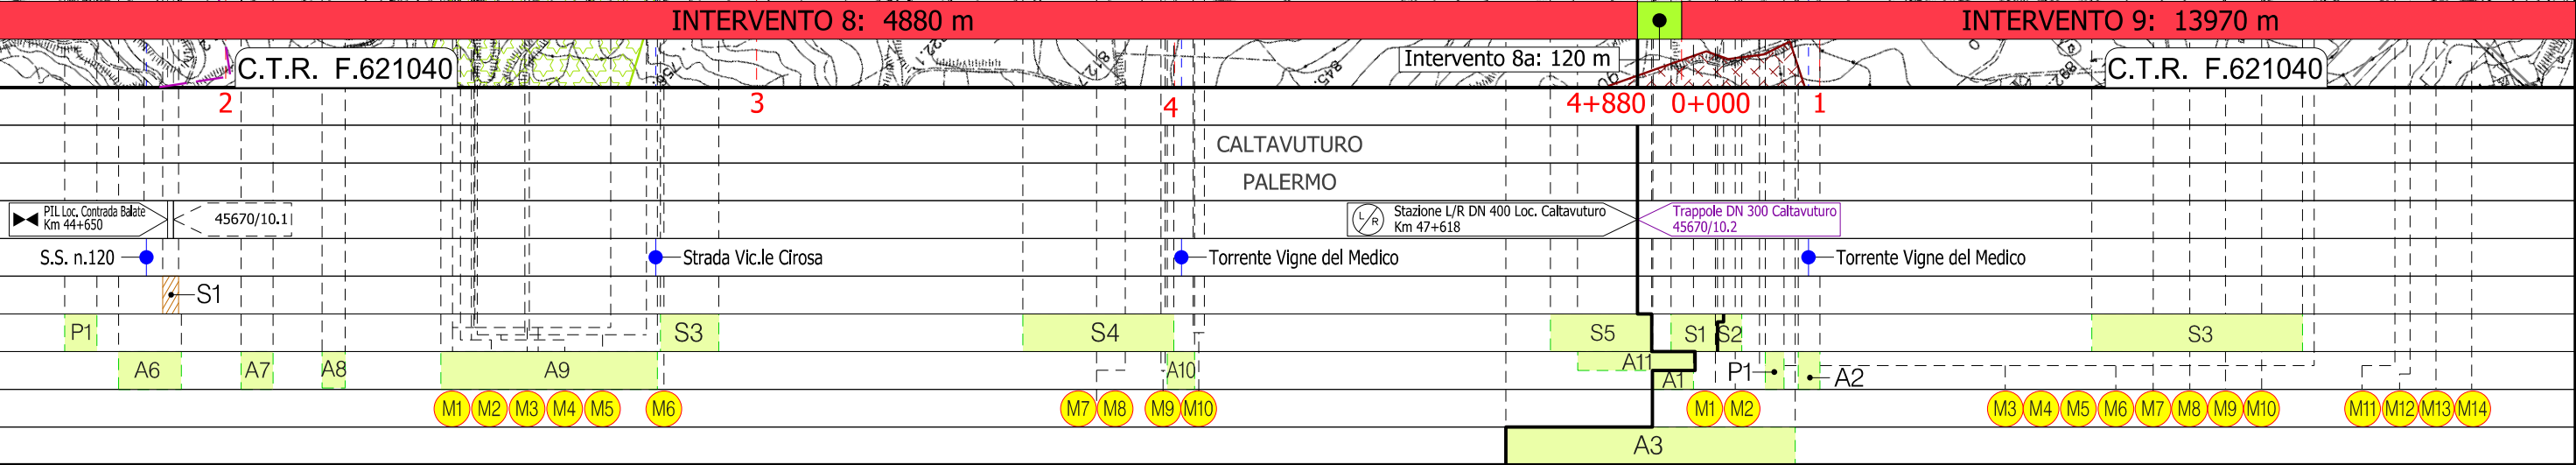 INTERVENTO 8: 4880 m
INTERVENTO 9: 13970 m
C.T.R. F.621040
Intervento 8a: 120 m
C.T.R. F.621040
845.
2 3 4 4+880 0+000 1
CALTAVUTURO
PALERMO
PIL Loc. Contrada Balate
Km 44+650
45670/10.1
L/R
Stazione L/R DN 400 Loc. Caltavuturo
Km 47+618
Trappole DN 300 Caltavuturo
45670/10.2
S.S. n.120
Strada Vic.le Cirosa
Torrente Vigne del Medico
Torrente Vigne del Medico
S1
P1 S3 S4 S5 S1 S2 S3
A6 A7 A8 A9 A10 A11 A1 P1 A2
M1 M2 M3 M4 M5 M6 M7 M8 M9 M10 M1 M2 M3 M4 M5 M6 M7 M8 M9 M10 M11 M12 M13 M14
A3